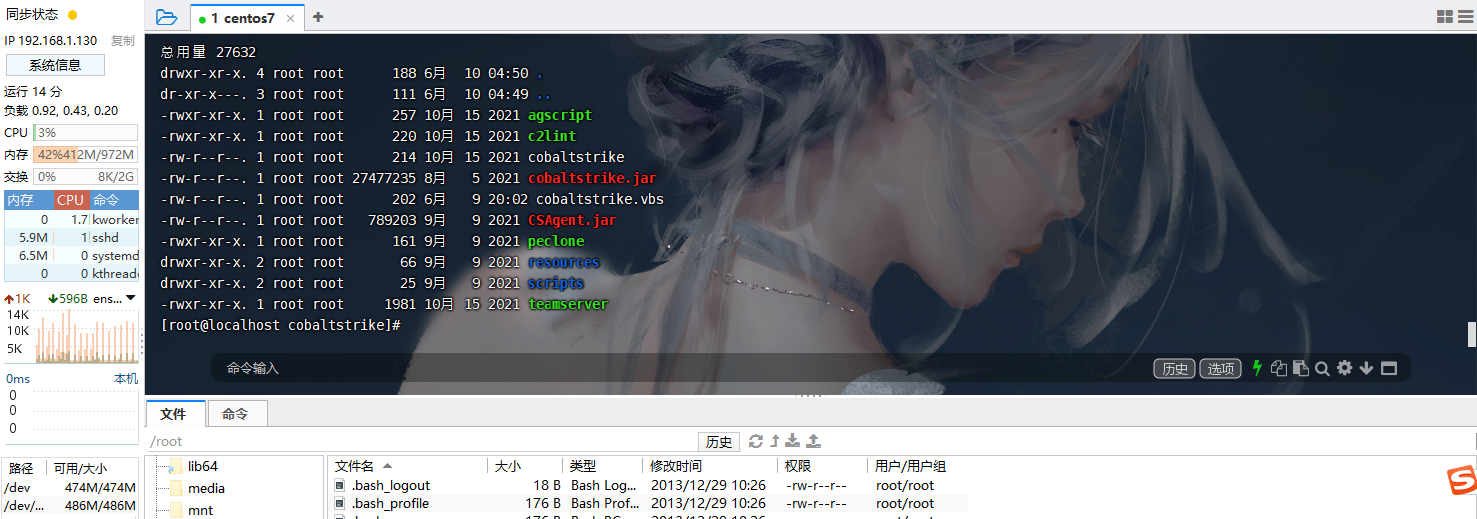 同步状态
IP 192.168.1.130 复制
系统信息
运行 14 分
负载 0.92, 0.43, 0.20
CPU 3%
内存 42% 412M/972M
交换 0% 8K/2G
内存 CPU 命令
0 1.7 kworker
5.9M 1 sshd
6.5M 0 systemd
0 0 kthreadd
1K 596B ens...
14K
10K
5K
0ms 本机
0
0
0
路径 可用/大小
/dev 474M/474M
/dev/... 486M/486M
1 centos7 × +
总用量 27632
drwxr-xr-x. 4 root root 188 6月 10 04:50 .
dr-xr-x---. 3 root root 111 6月 10 04:49 ..
-rwxr-xr-x. 1 root root 257 10月 15 2021 agscript
-rwxr-xr-x. 1 root root 220 10月 15 2021 c2lint
-rw-r--r--. 1 root root 214 10月 15 2021 cobaltstrike
-rw-r--r--. 1 root root 27477235 8月 5 2021 cobaltstrike.jar
-rw-r--r--. 1 root root 202 6月 9 20:02 cobaltstrike.vbs
-rw-r--r--. 1 root root 789203 9月 9 2021 CSAgent.jar
-rwxr-xr-x. 1 root root 161 9月 9 2021 peclone
drwxr-xr-x. 2 root root 66 9月 9 2021 resources
drwxr-xr-x. 2 root root 25 9月 9 2021 scripts
-rwxr-xr-x. 1 root root 1981 10月 15 2021 teamserver
[root@localhost cobaltstrike]#
命令输入 历史 选项
文件 命令
/root 历史
lib64
media
mnt
文件名 大小 类型 修改时间 权限 用户/用户组
.bash_logout 18 B Bash Log... 2013/12/29 10:26 -rw-r--r-- root/root
.bash_profile 176 B Bash Prof... 2013/12/29 10:26 -rw-r--r-- root/root